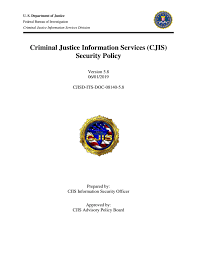 U. S. Department of Justice
Federal Bureau of Investigation
Criminal Justice Information Services Division
Criminal Justice Information Services (CJIS)
Security Policy
Version 5.8
06/01/2019
CJISD-ITS-DOC-08140-5.8
Prepared by:
CJIS Information Security Officer
Approved by:
CJIS Advisory Policy Board